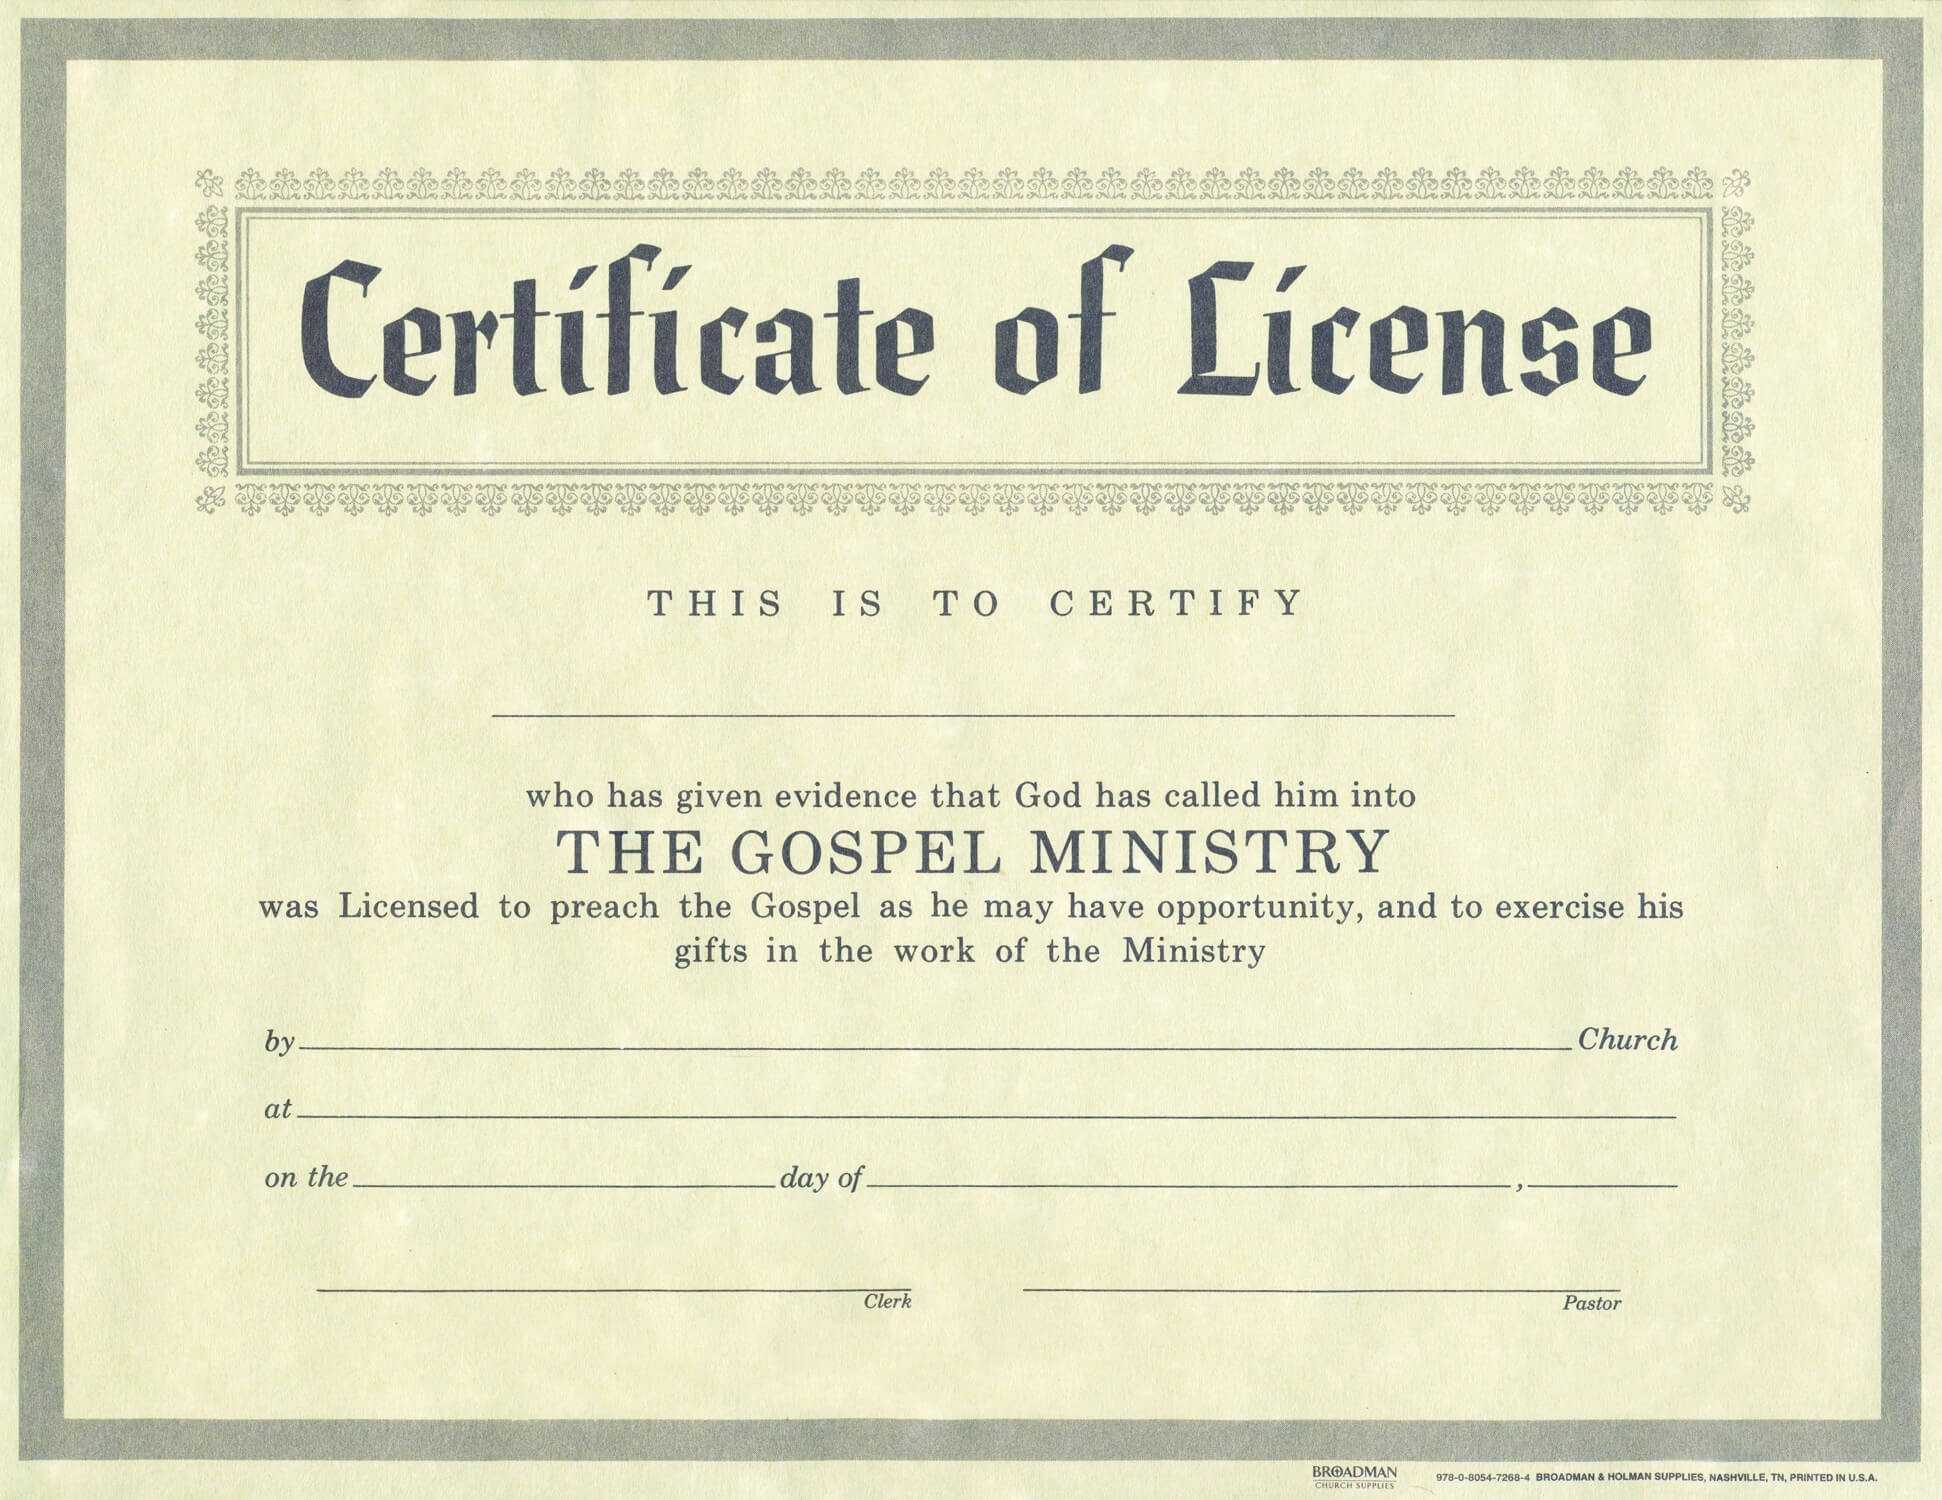 Certificate of License
THIS IS TO CERTIFY
who has given evidence that God has called him into
THE GOSPEL MINISTRY
was Licensed to preach the Gospel as he may have opportunity, and to exercise his
gifts in the work of the Ministry
by Church
at
on the day of ,
Clerk Pastor
BROADMAN
CHURCH SUPPLIES
978-0-8054-7268-4 BROADMAN & HOLMAN SUPPLIES, NASHVILLE, TN, PRINTED IN U.S.A.